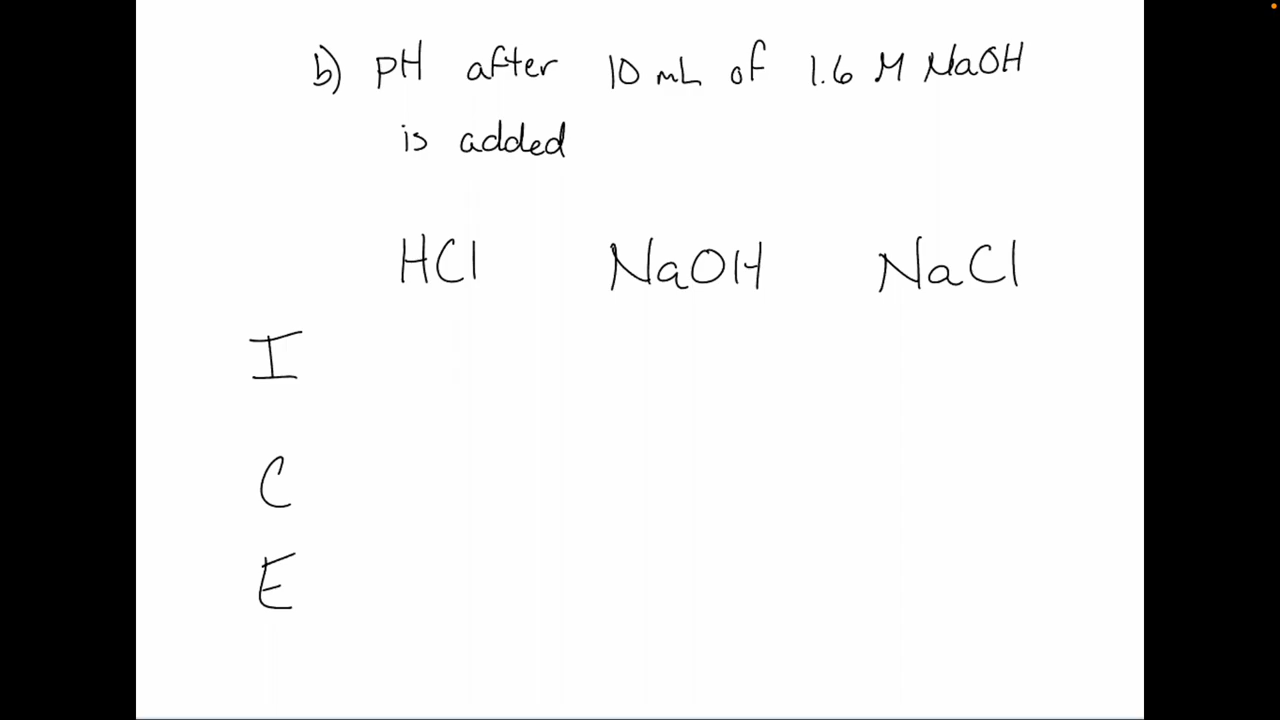 b) pH after 10 mL of 1.6 M NaOH
is added
HCl NaOH NaCl
I
C
E